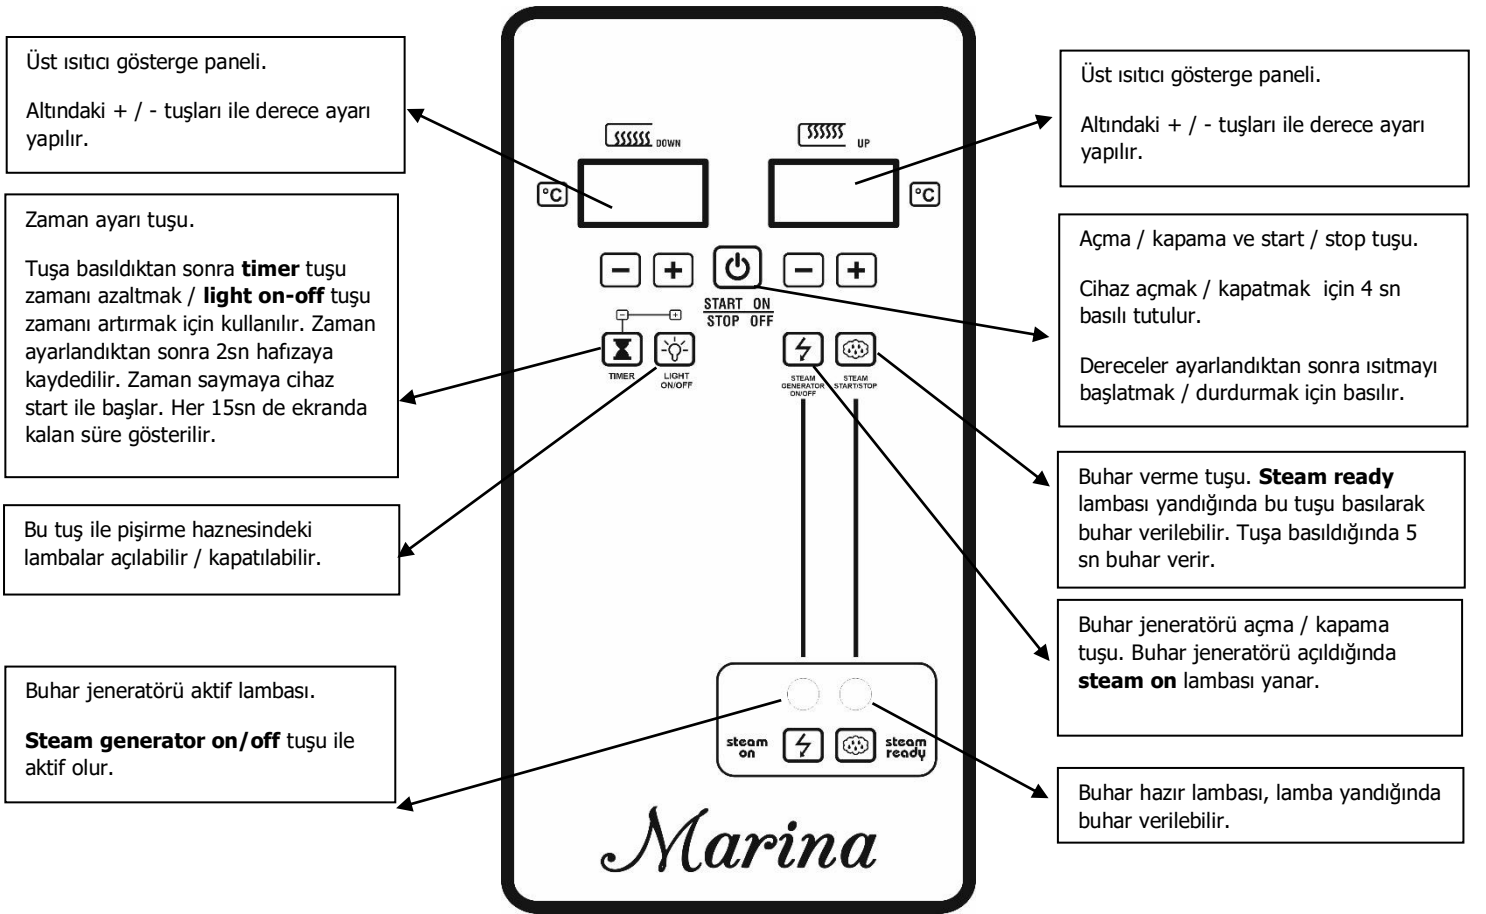 Üst ısıtıcı gösterge paneli.
Altındaki + / - tuşları ile derece ayarı
yapılır.
Zaman ayarı tuşu.
Tuşa basıldıktan sonra timer tuşu
zamanı azaltmak / light on-off tuşu
zamanı artırmak için kullanılır. Zaman
ayarlandıktan sonra 2sn hafızaya
kaydedilir. Zaman saymaya cihaz
start ile başlar. Her 15sn de ekranda
kalan süre gösterilir.
Bu tuş ile pişirme haznesindeki
lambalar açılabilir / kapatılabilir.
Buhar jeneratörü aktif lambası.
Steam generator on/off tuşu ile
aktif olur.
DOWN
UP
°C
°C
- + - +
START ON
STOP OFF
- +
TIMER
LIGHT
ON/OFF
STEAM
GENERATOR
ON/OFF
STEAM
START/STOP
steam
on
steam
ready
Marina
Üst ısıtıcı gösterge paneli.
Altındaki + / - tuşları ile derece ayarı
yapılır.
Açma / kapama ve start / stop tuşu.
Cihaz açmak / kapatmak  için 4 sn
basılı tutulur.
Dereceler ayarlandıktan sonra ısıtmayı
başlatmak / durdurmak için basılır.
Buhar verme tuşu. Steam ready
lambası yandığında bu tuşu basılarak
buhar verilebilir. Tuşa basıldığında 5
sn buhar verir.
Buhar jeneratörü açma / kapama
tuşu. Buhar jeneratörü açıldığında
steam on lambası yanar.
Buhar hazır lambası, lamba yandığında
buhar verilebilir.